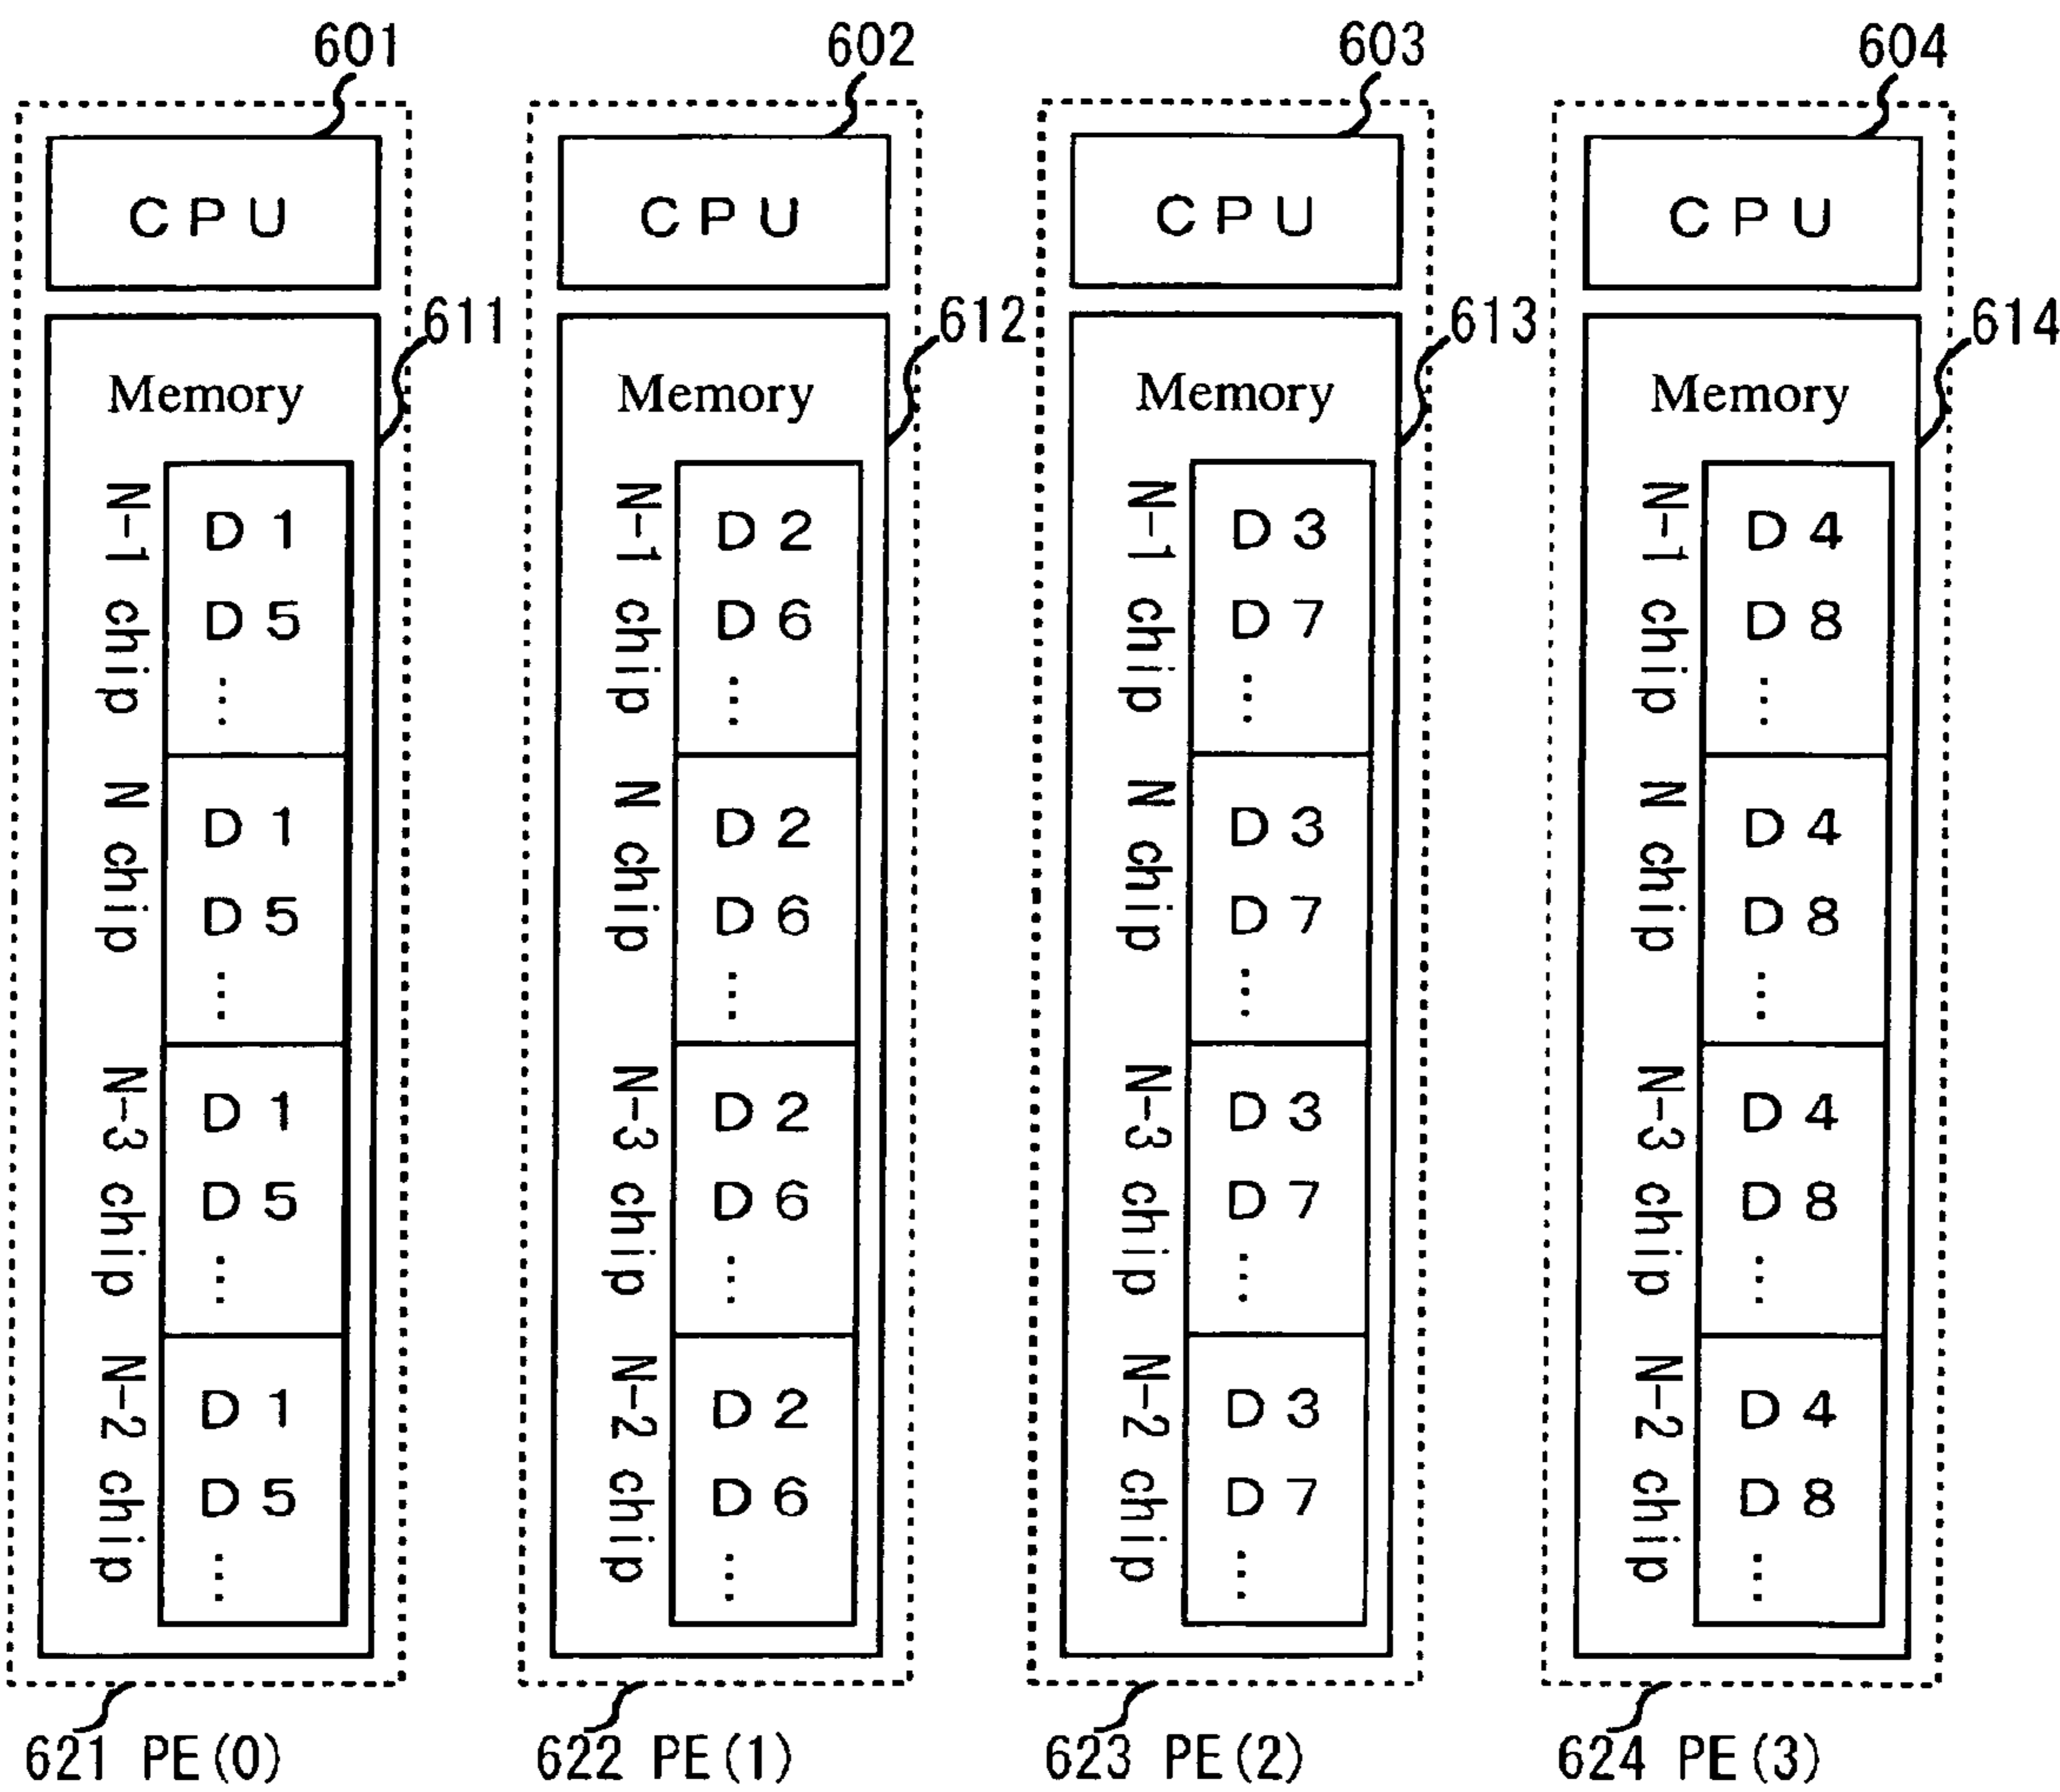 601 602 603 604
CPU CPU CPU CPU
611 612 613 614
Memory Memory Memory Memory
N-1 chip D1 N-1 chip D2 N-1 chip D3 N-1 chip D4
D5 D6 D7 D8
⋮ ⋮ ⋮ ⋮
N chip D1 N chip D2 N chip D3 N chip D4
D5 D6 D7 D8
⋮ ⋮ ⋮ ⋮
N-3 chip D1 N-3 chip D2 N-3 chip D3 N-3 chip D4
D5 D6 D7 D8
⋮ ⋮ ⋮ ⋮
N-2 chip D1 N-2 chip D2 N-2 chip D3 N-2 chip D4
D5 D6 D7 D8
⋮ ⋮ ⋮ ⋮
621 PE(0) 622 PE(1) 623 PE(2) 624 PE(3)